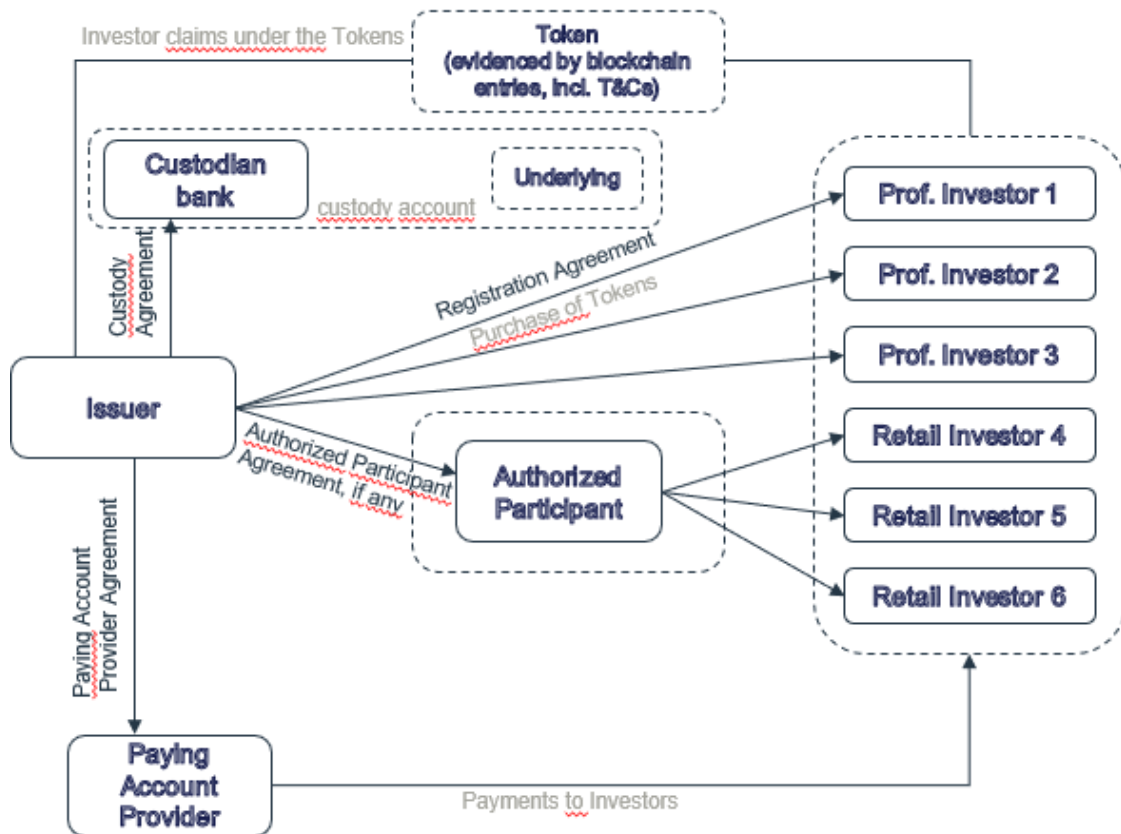 Investor claims under the Tokens
Token
(evidenced by blockchain
entries, incl. T&Cs)
Custodian
bank
Underlying
custody account
Prof. Investor 1
Prof. Investor 2
Prof. Investor 3
Retail Investor 4
Retail Investor 5
Retail Investor 6
Custody
Agreement
Registration Agreement
Purchase of Tokens
Issuer
Authorized Participant
Agreement, if any
Authorized
Participant
Paying Account
Provider Agreement
Paying
Account
Provider
Payments to Investors